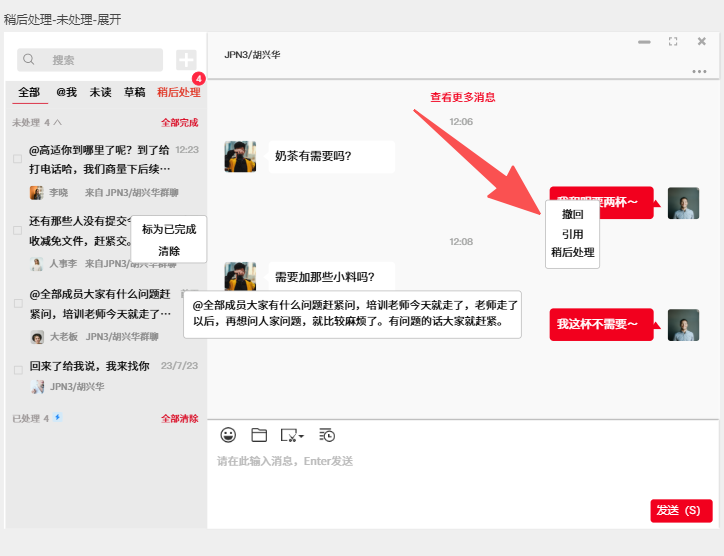 稍后处理-未处理-展开
搜索
JPN3/胡兴华
4
全部
@我
未读
草稿
稍后处理
未处理 4
全部完成
@高适你到哪里了呢？到了给
12:23
打电话哈，我们商量下后续…
李晓
来自 JPN3/胡兴华群聊
还有那些人没有提交
收减免文件，赶紧交。
人事李
来自JPN3/胡兴华群聊
标为已完成
清除
@全部成员大家有什么问题赶
紧问，培训老师今天就走了…
大老板
JPN3/胡兴华群聊
回来了给我说，我来找你
23/7/23
JPN3/胡兴华
已处理 4
全部清除
查看更多消息
12:06
奶茶有需要吗？
要两杯～
撤回
引用
稍后处理
12:08
需要加那些小料吗？
@全部成员大家有什么问题赶紧问，培训老师今天就走了，老师走了
以后，再想问人家问题，就比较麻烦了。有问题的话大家就赶紧。
我这杯不需要～
请在此输入消息，Enter发送
发送（S）